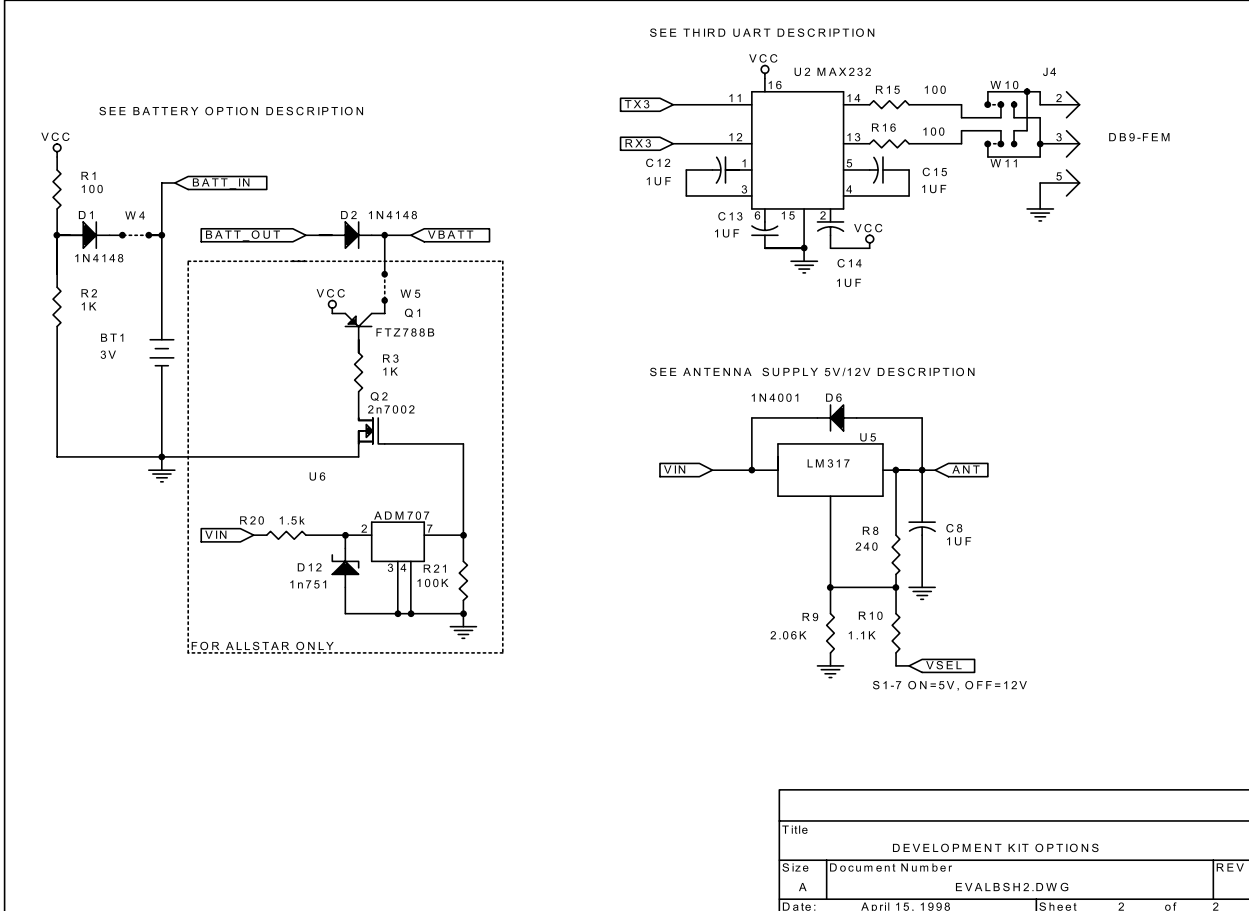 SEE BATTERY OPTION DESCRIPTION
VCC
R1
100
BATT_IN
D1
W4
1N4148
R2
1K
BT1
3V
BATT_OUT
D2 1N4148
VBATT
VCC
W5
Q1
FTZ788B
R3
1K
Q2
2n7002
U6
VIN
R20 1.5k
2
ADM707
7
3 4
D12
1n751
R21
100K
FOR ALLSTAR ONLY
SEE THIRD UART DESCRIPTION
VCC
16
U2 MAX232
TX3
11
14
R15 100
W10
J4
2
RX3
12
13
R16
100
W11
3
DB9-FEM
5
C12
1UF
1
3
5
4
C15
1UF
C13
1UF
6
15
2
VCC
C14
1UF
SEE ANTENNA SUPPLY 5V/12V DESCRIPTION
1N4001 D6
U5
VIN
LM317
ANT
R8
240
C8
1UF
R9
2.06K
R10
1.1K
VSEL
S1-7 ON=5V, OFF=12V
Title
DEVELOPMENT KIT OPTIONS
Size
A
Document Number
EVALBSH2.DWG
REV
Date: April 15, 1998
Sheet 2 of 2